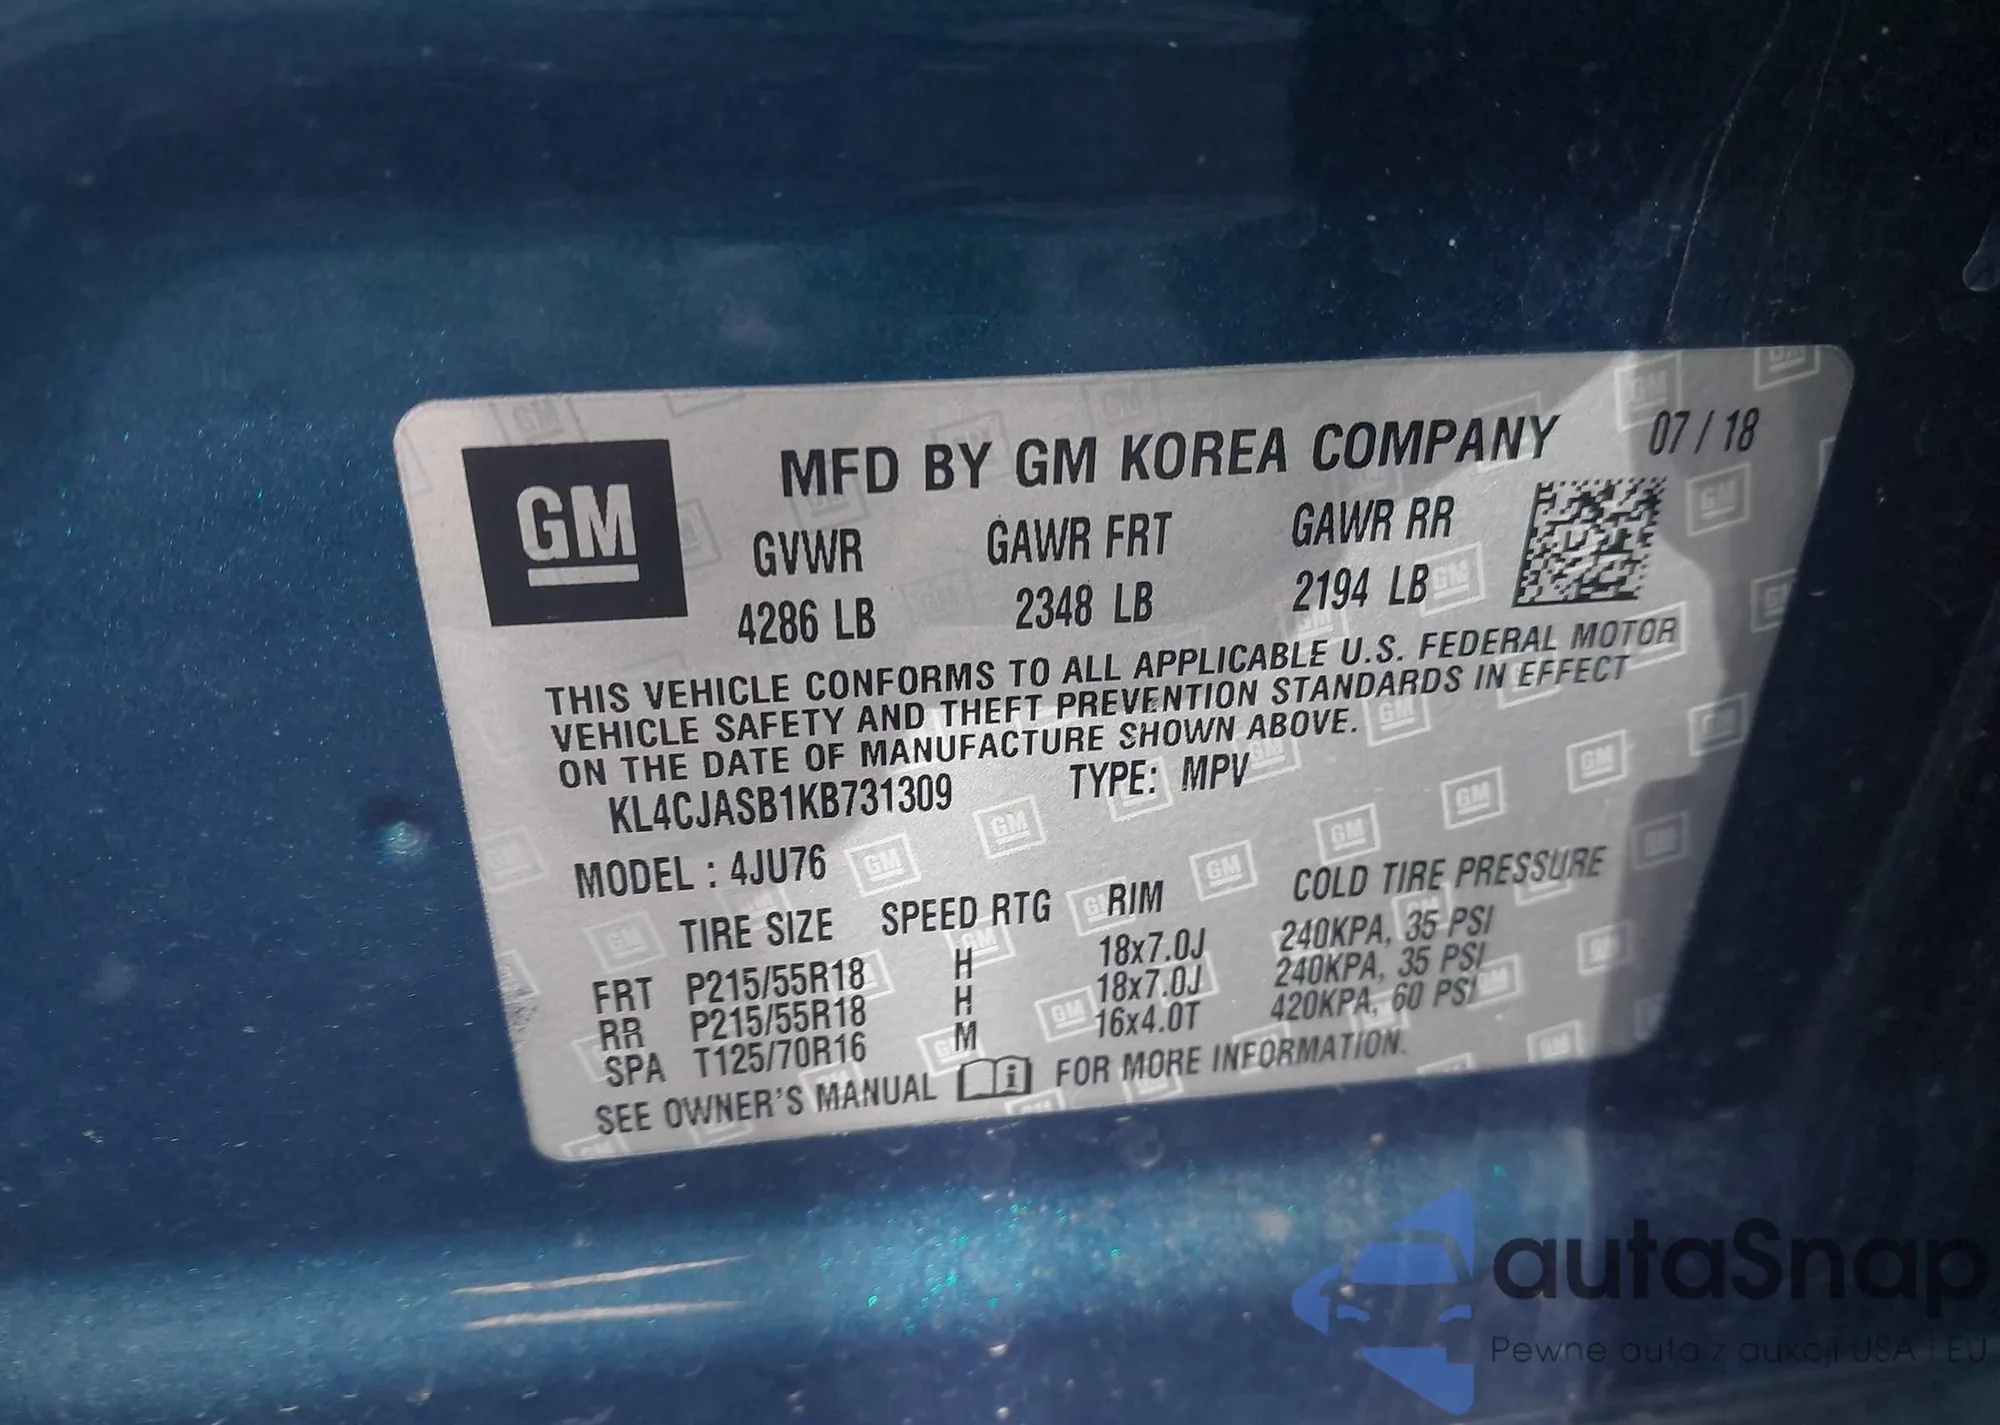 GM
MFD BY GM KOREA COMPANY 07 / 18
GVWR GAWR FRT GAWR RR
4286 LB 2348 LB 2194 LB
THIS VEHICLE CONFORMS TO ALL APPLICABLE U.S. FEDERAL MOTOR
VEHICLE SAFETY AND THEFT PREVENTION STANDARDS IN EFFECT
ON THE DATE OF MANUFACTURE SHOWN ABOVE.
KL4CJASB1KB731309 TYPE: MPV
MODEL : 4JU76
TIRE SIZE SPEED RTG RIM COLD TIRE PRESSURE
FRT P215/55R18 H 18x7.0J 240KPA, 35 PSI
RR P215/55R18 H 18x7.0J 240KPA, 35 PSI
SPA T125/70R16 M 16x4.0T 420KPA, 60 PSI
SEE OWNER'S MANUAL i FOR MORE INFORMATION.
autaSnap
Pewne auta z aukcji USA i EU